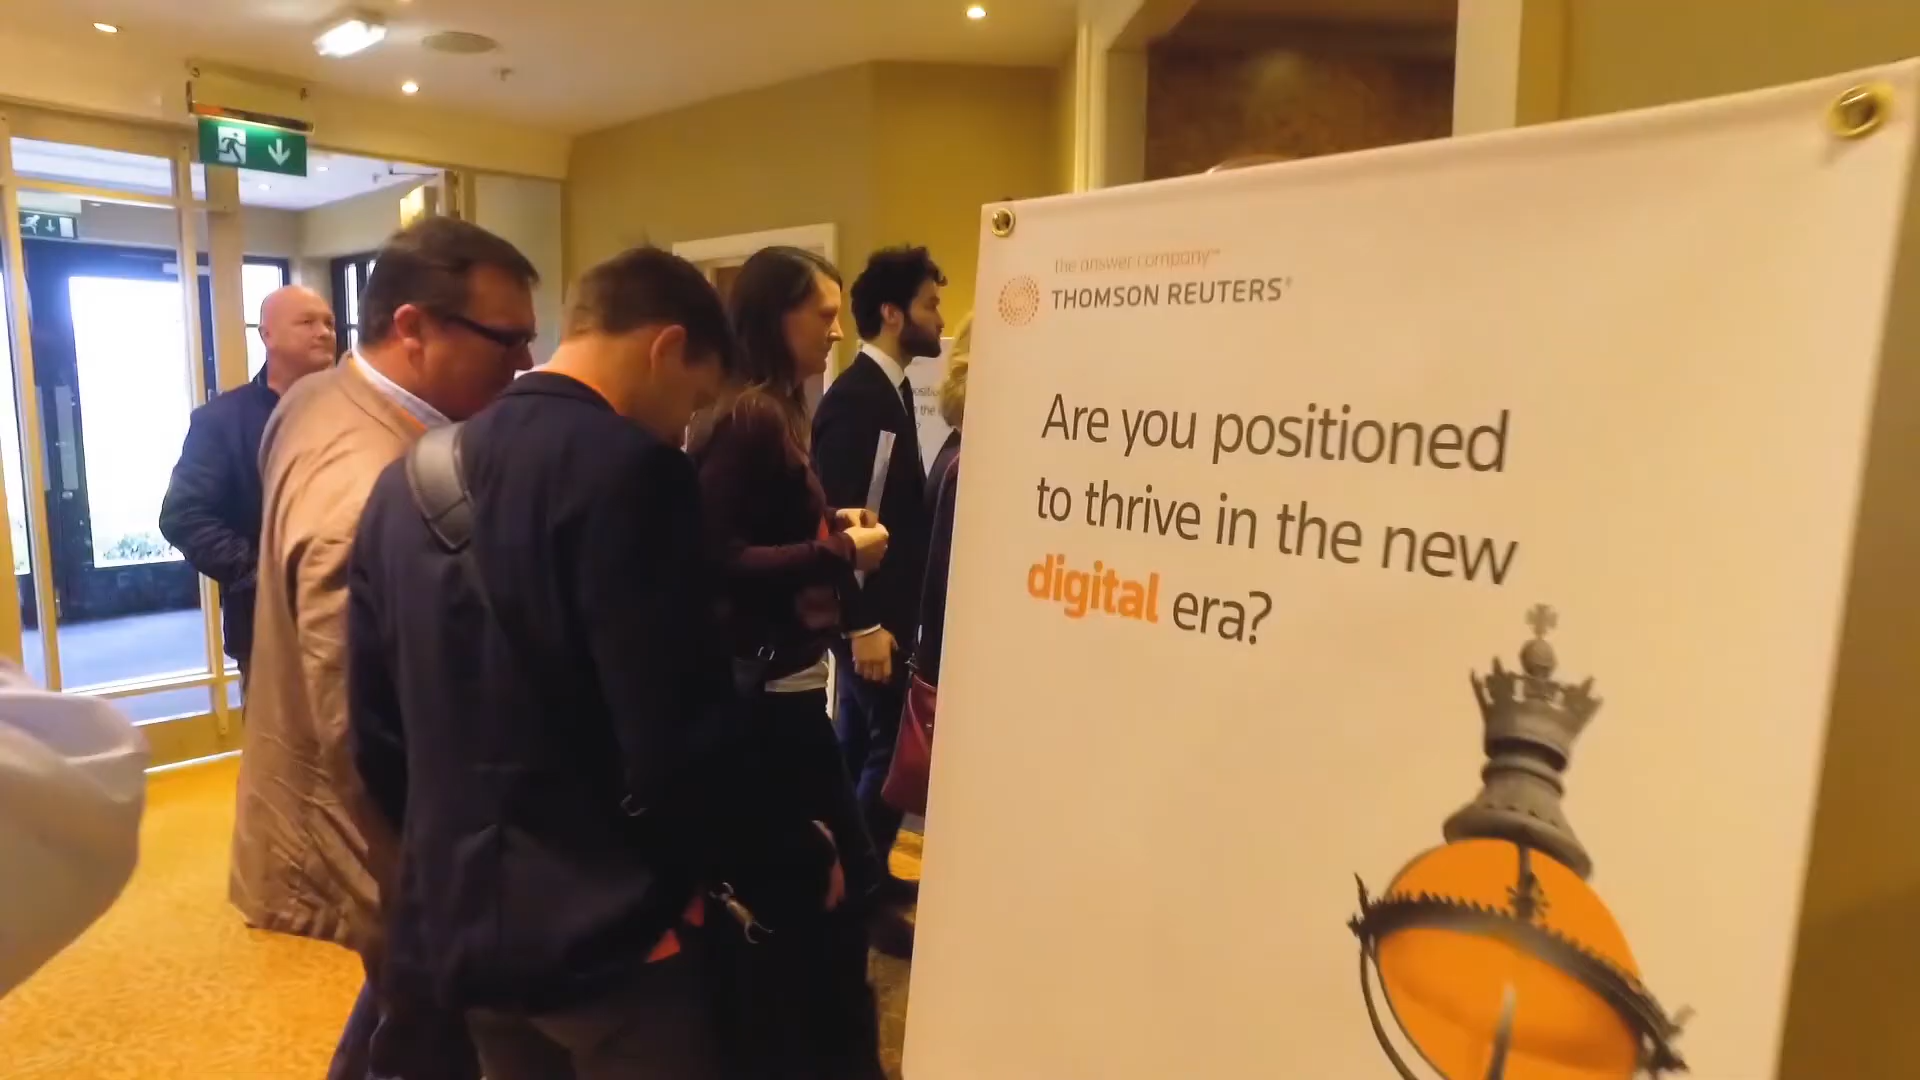 the answer company™
THOMSON REUTERS®
Are you positioned
to thrive in the new
digital era?